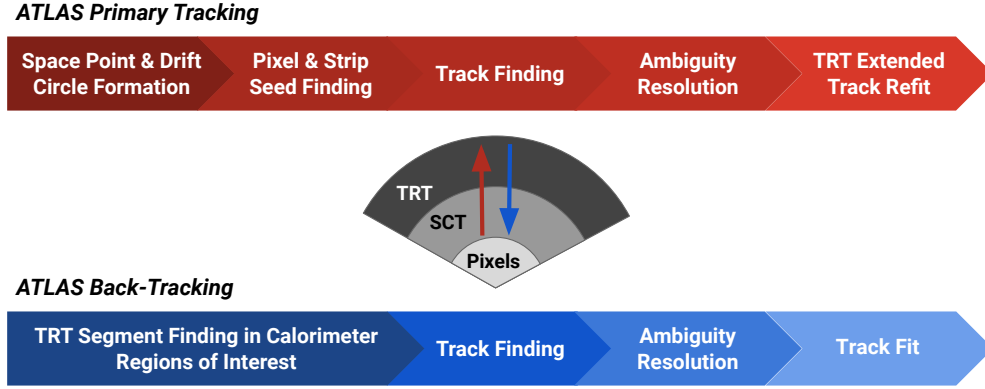 ATLAS Primary Tracking
Space Point & Drift
Circle Formation
Pixel & Strip
Seed Finding
Track Finding
Ambiguity
Resolution
TRT Extended
Track Refit
TRT
SCT
Pixels
ATLAS Back-Tracking
TRT Segment Finding in Calorimeter
Regions of Interest
Track Finding
Ambiguity
Resolution
Track Fit